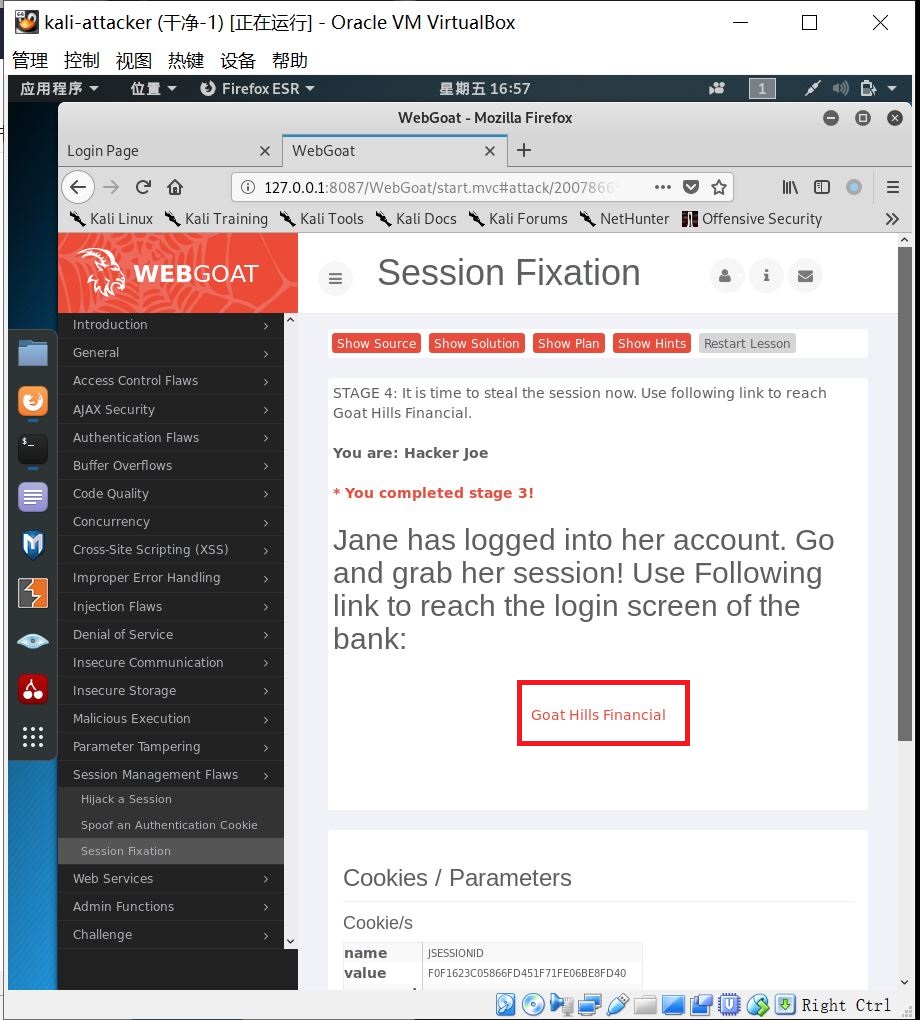 kali-attacker (干净-1) [正在运行] - Oracle VM VirtualBox
管理 控制 视图 热键 设备 帮助
应用程序 位置 Firefox ESR 星期五 16:57 1
WebGoat - Mozilla Firefox
Login Page WebGoat
127.0.0.1:8087/WebGoat/start.mvc#attack/2007866
Kali Linux Kali Training Kali Tools Kali Docs Kali Forums NetHunter Offensive Security
WEBGOAT
Session Fixation
Introduction
General
Access Control Flaws
AJAX Security
Authentication Flaws
Buffer Overflows
Code Quality
Concurrency
Cross-Site Scripting (XSS)
Improper Error Handling
Injection Flaws
Denial of Service
Insecure Communication
Insecure Storage
Malicious Execution
Parameter Tampering
Session Management Flaws
Hijack a Session
Spoof an Authentication Cookie
Session Fixation
Web Services
Admin Functions
Challenge
Show Source Show Solution Show Plan Show Hints Restart Lesson
STAGE 4: It is time to steal the session now. Use following link to reach
Goat Hills Financial.
You are: Hacker Joe
* You completed stage 3!
Jane has logged into her account. Go
and grab her session! Use Following
link to reach the login screen of the
bank:
Goat Hills Financial
Cookies / Parameters
Cookie/s
name JSESSIONID
value F0F1623C05866FD451F71FE06BE8FD40
Right Ctrl